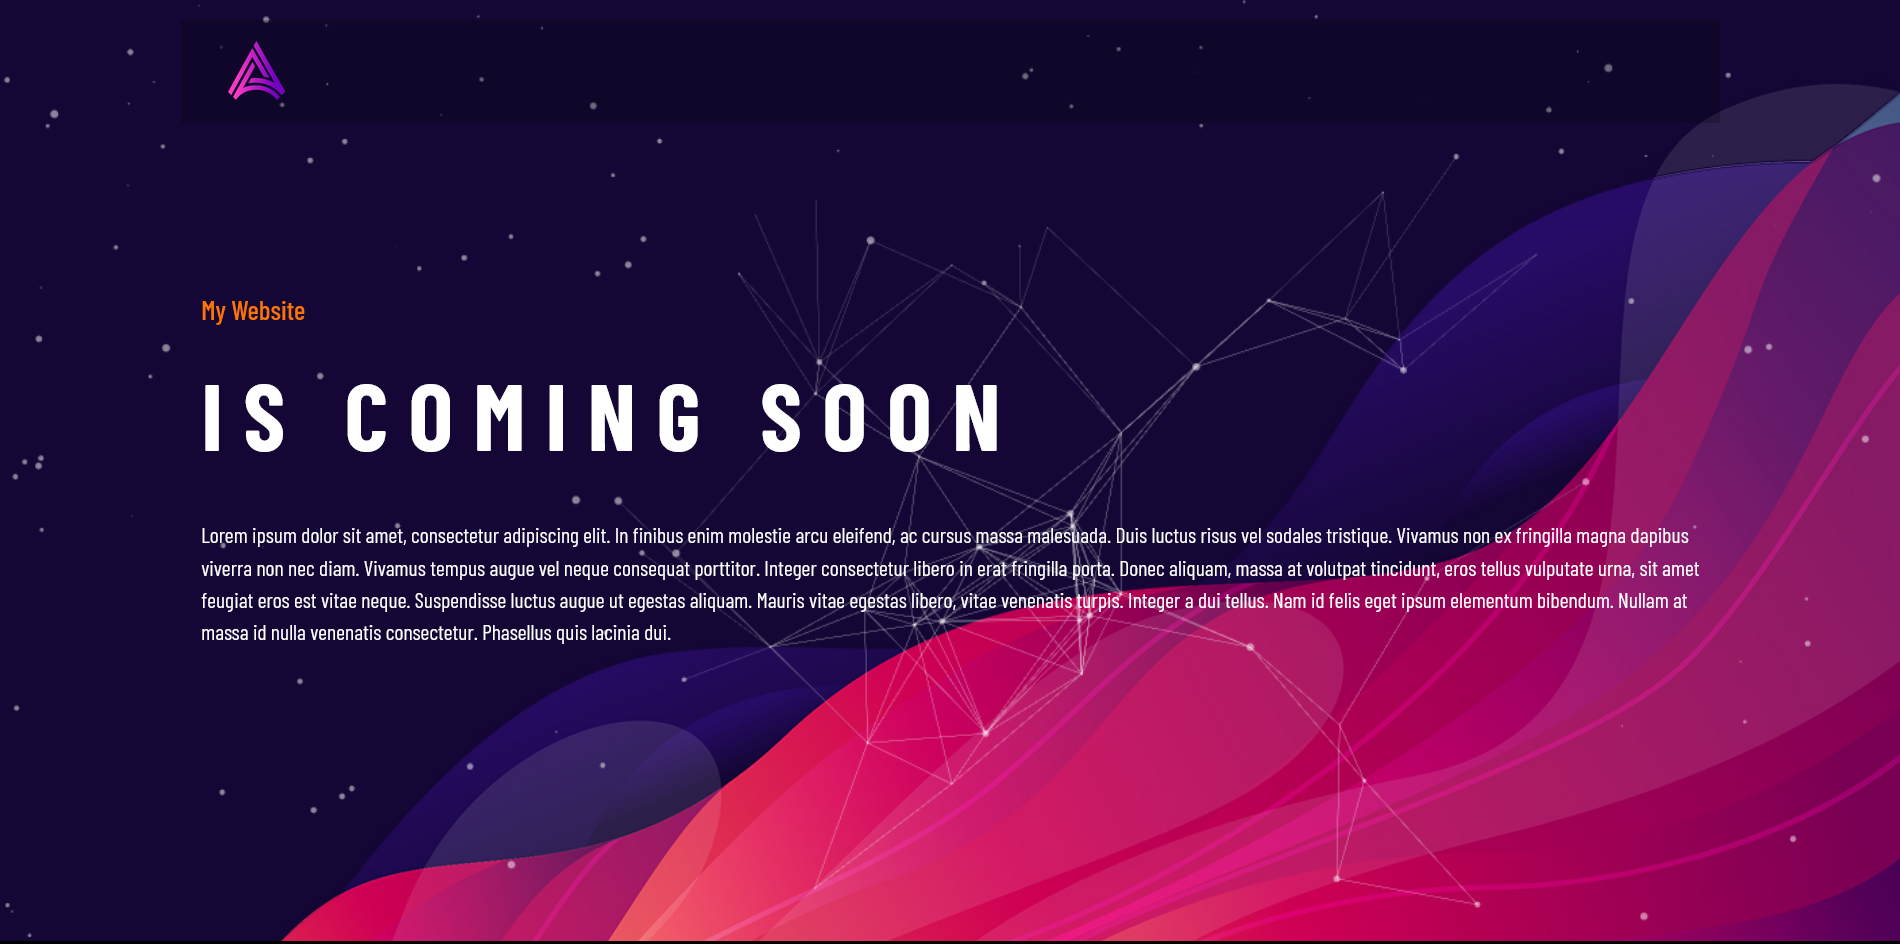 My Website
IS COMING SOON
Lorem ipsum dolor sit amet, consectetur adipiscing elit. In finibus enim molestie arcu eleifend, ac cursus massa malesuada. Duis luctus risus vel sodales tristique. Vivamus non ex fringilla magna dapibus
viverra non nec diam. Vivamus tempus augue vel neque consequat porttitor. Integer consectetur libero in erat fringilla porta. Donec aliquam, massa at volutpat tincidunt, eros tellus vulputate urna, sit amet
feugiat eros est vitae neque. Suspendisse luctus augue ut egestas aliquam. Mauris vitae egestas libero, vitae venenatis turpis. Integer a dui tellus. Nam id felis eget ipsum elementum bibendum. Nullam at
massa id nulla venenatis consectetur. Phasellus quis lacinia dui.